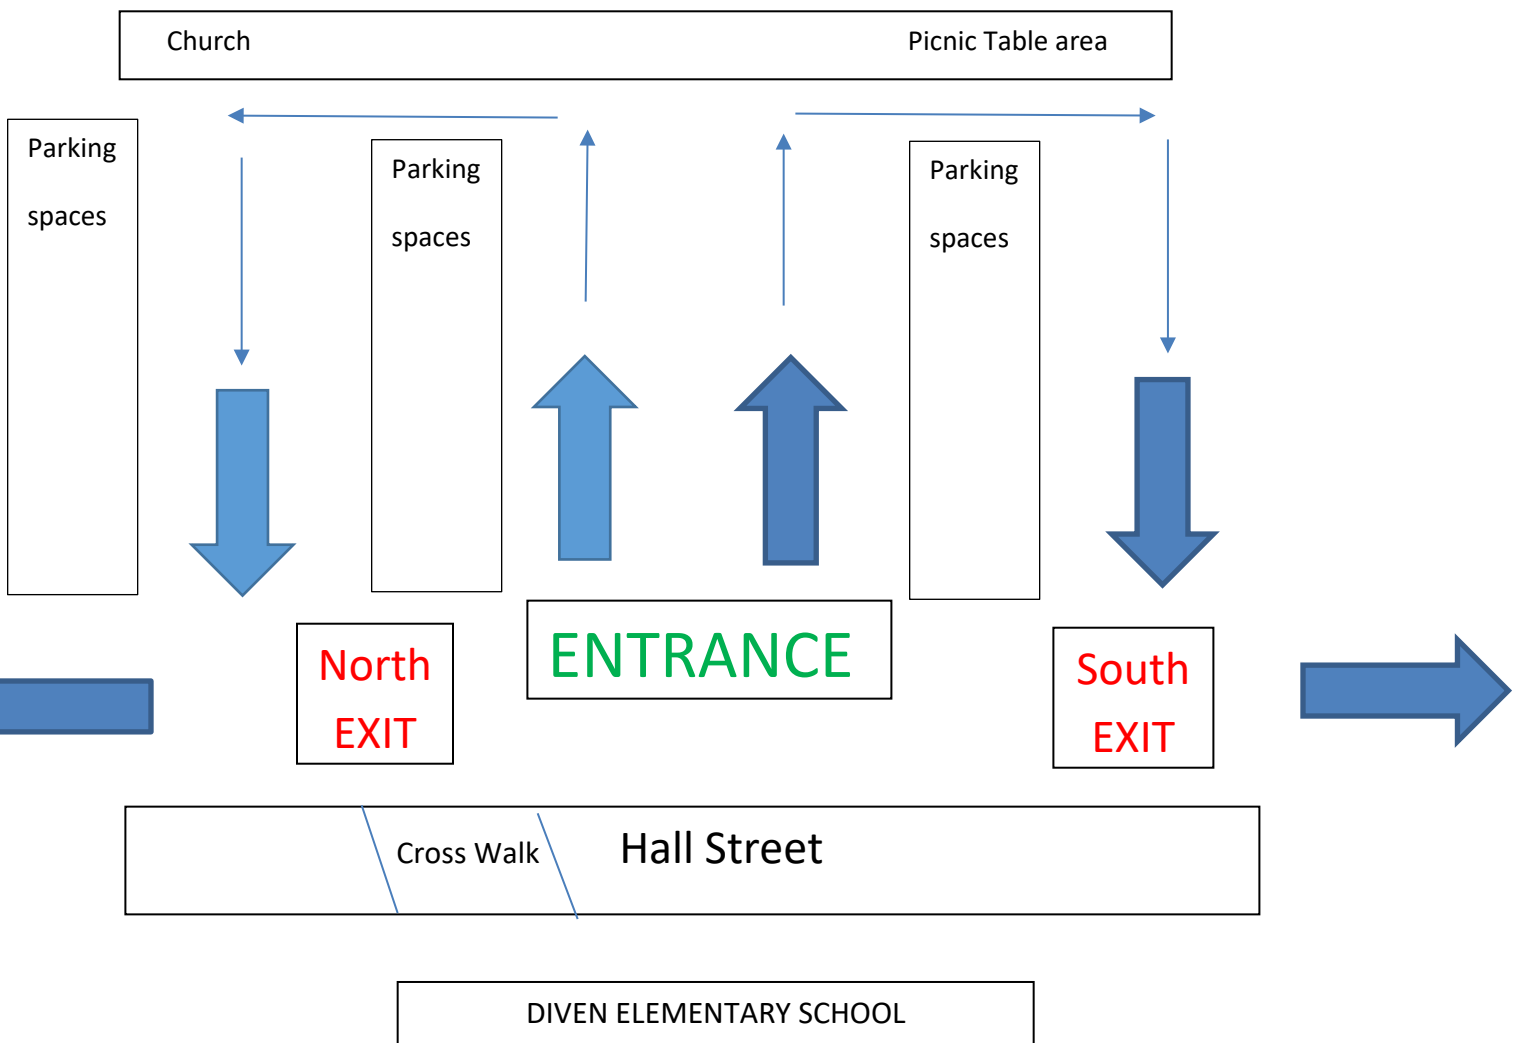 Church
Picnic Table area
Parking
spaces
Parking
spaces
Parking
spaces
North
EXIT
ENTRANCE
South
EXIT
Cross Walk
Hall Street
DIVEN ELEMENTARY SCHOOL